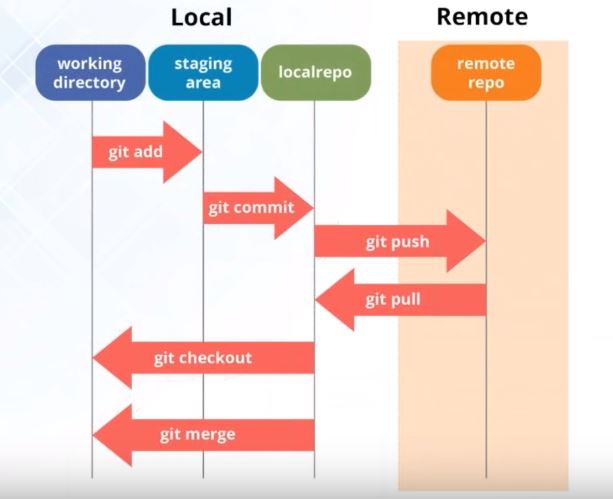 Local
Remote
working
directory
staging
area
localrepo
remote
repo
git add
git commit
git push
git pull
git checkout
git merge